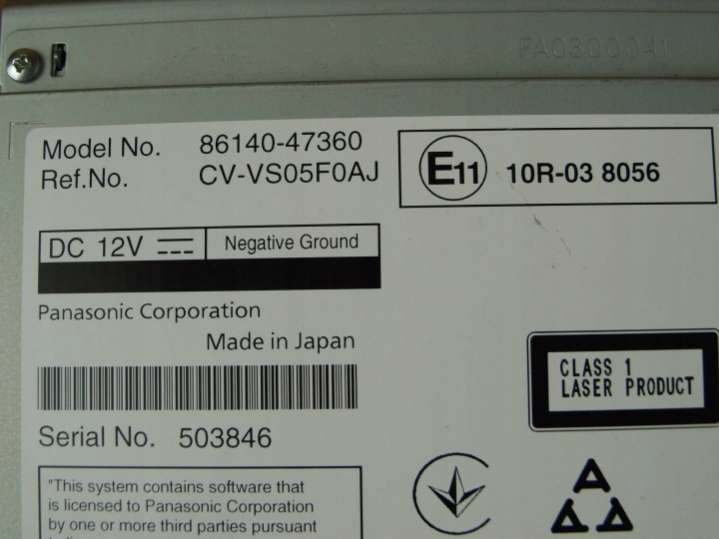 FA030004I
Model No. 86140-47360
Ref.No. CV-VS05F0AJ
E11 10R-03 8056
DC 12V Negative Ground
Panasonic Corporation
Made in Japan
CLASS 1
LASER PRODUCT
Serial No. 503846
"This system contains software that
is licensed to Panasonic Corporation
by one or more third parties pursuant